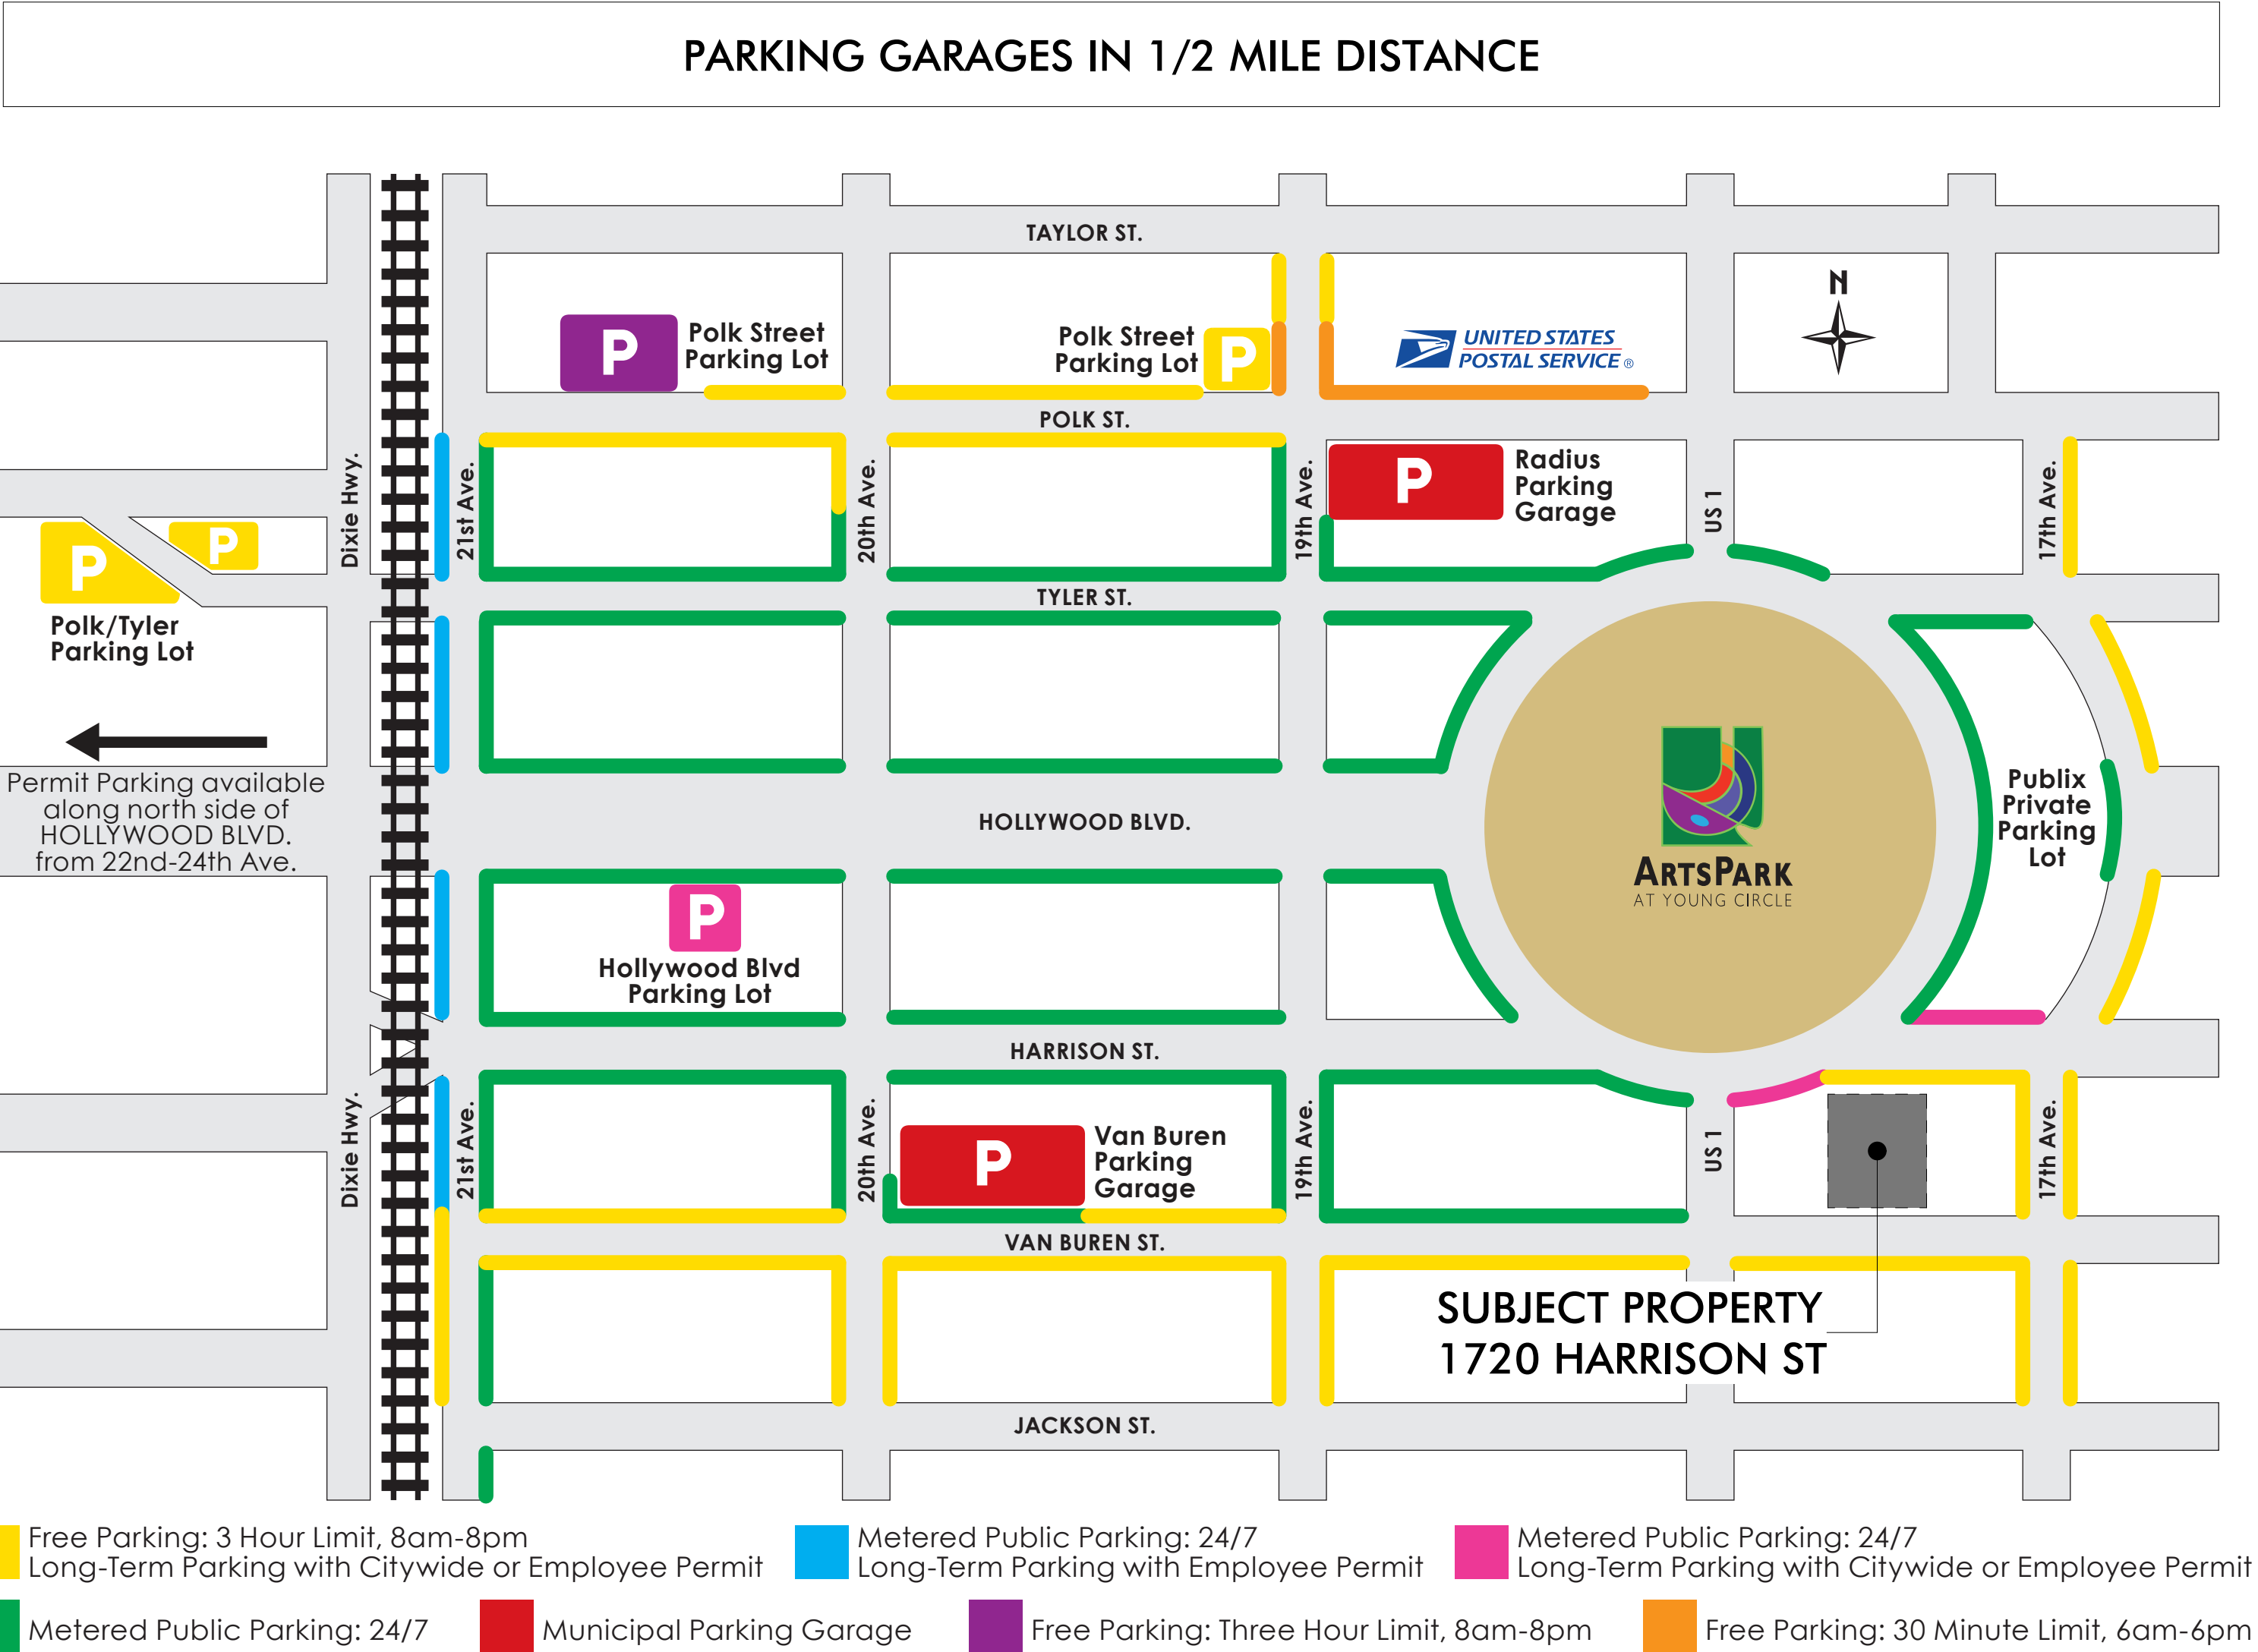 PARKING GARAGES IN 1/2 MILE DISTANCE
TAYLOR ST.
N
P
Polk Street
Parking Lot
Polk Street
Parking Lot
P
UNITED STATES
POSTAL SERVICE ®
POLK ST.
Dixie Hwy.
21st Ave.
20th Ave.
19th Ave.
P
Radius
Parking
Garage
US 1
17th Ave.
P
P
Polk/Tyler
Parking Lot
TYLER ST.
Permit Parking available
along north side of
HOLLYWOOD BLVD.
from 22nd-24th Ave.
HOLLYWOOD BLVD.
ARTSPARK
AT YOUNG CIRCLE
Publix
Private
Parking
Lot
P
Hollywood Blvd
Parking Lot
HARRISON ST.
Dixie Hwy.
21st Ave.
20th Ave.
P
Van Buren
Parking
Garage
19th Ave.
US 1
17th Ave.
VAN BUREN ST.
SUBJECT PROPERTY
1720 HARRISON ST
JACKSON ST.
Free Parking: 3 Hour Limit, 8am-8pm
Long-Term Parking with Citywide or Employee Permit
Metered Public Parking: 24/7
Long-Term Parking with Employee Permit
Metered Public Parking: 24/7
Long-Term Parking with Citywide or Employee Permit
Metered Public Parking: 24/7
Municipal Parking Garage
Free Parking: Three Hour Limit, 8am-8pm
Free Parking: 30 Minute Limit, 6am-6pm